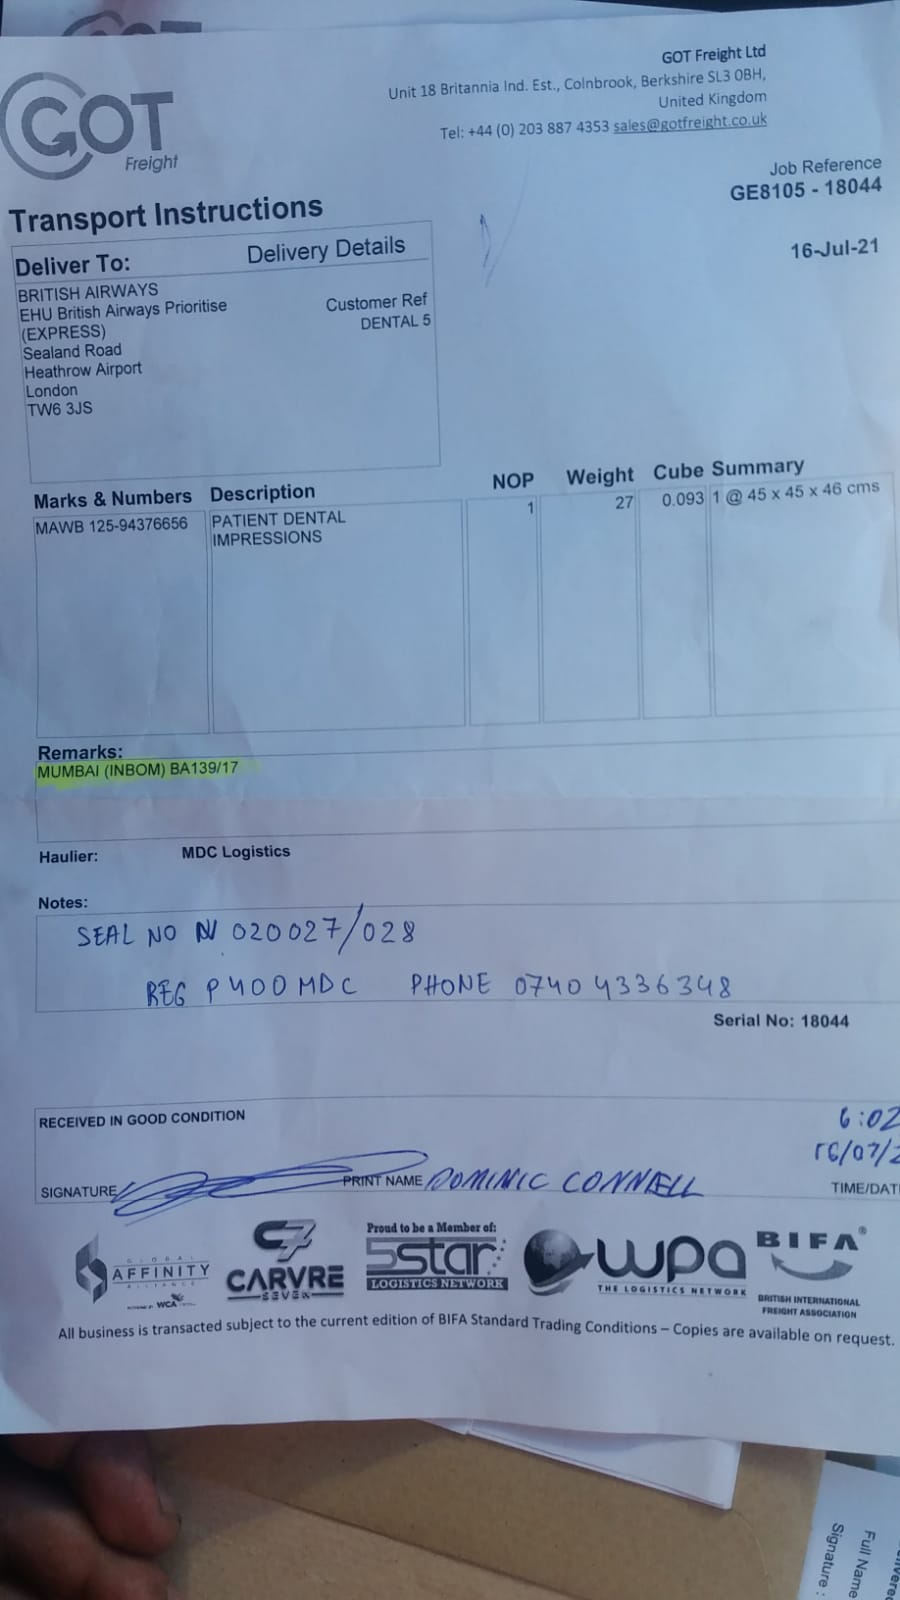 GOT
Freight
GOT Freight Ltd
Unit 18 Britannia Ind. Est., Colnbrook, Berkshire SL3 0BH,
United Kingdom
Tel: +44 (0) 203 887 4353 sales@gotfreight.co.uk
Job Reference
GE8105 - 18044
16-Jul-21
Transport Instructions
Deliver To: Delivery Details
BRITISH AIRWAYS
EHU British Airways Prioritise
(EXPRESS)
Sealand Road
Heathrow Airport
London
TW6 3JS
Customer Ref
DENTAL 5
Marks & Numbers Description NOP Weight Cube Summary
MAWB 125-94376656 PATIENT DENTAL 1 27 0.093 1 @ 45 x 45 x 46 cms
IMPRESSIONS
Remarks:
MUMBAI (INBOM) BA139/17
Haulier: MDC Logistics
Notes:
SEAL NO N 020027/028
REG P400MDC PHONE 0740 4336348
Serial No: 18044
RECEIVED IN GOOD CONDITION
6:02
16/07/2
SIGNATURE PRINT NAME DOMINIC CONNELL TIME/DAT
GLOBAL
AFFINITY
ALLIANCE
WCA
C7
CARVRE
SEVEN
Proud to be a Member of:
5star
LOGISTICS NETWORK
wpa
THE LOGISTICS NETWORK
BIFA®
BRITISH INTERNATIONAL
FREIGHT ASSOCIATION
All business is transacted subject to the current edition of BIFA Standard Trading Conditions – Copies are available on request.
Full Name
Signature :